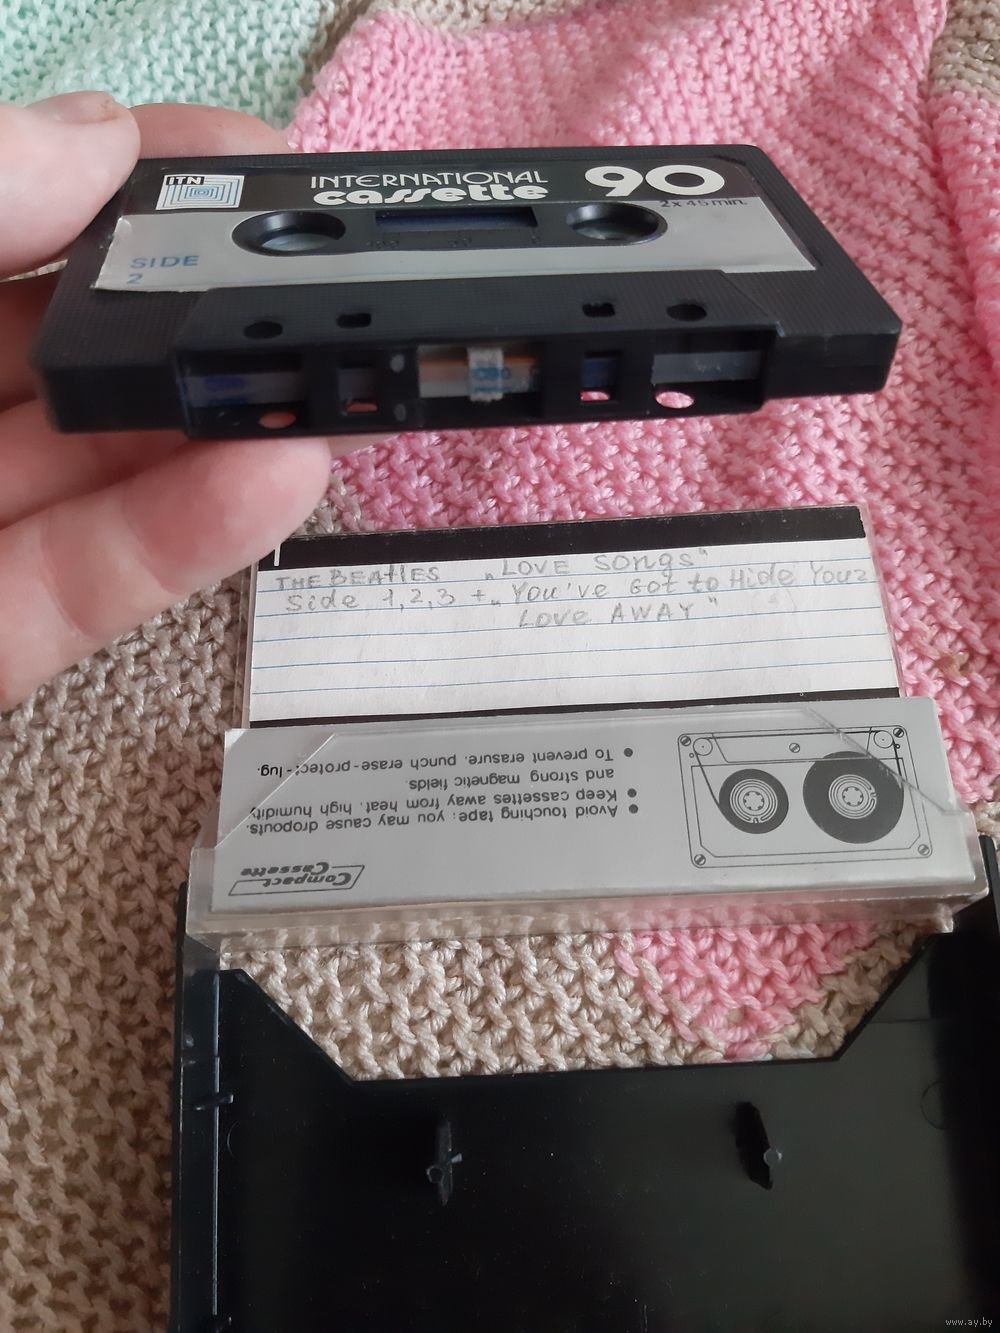 ITN
INTERNATIONAL
cassette
90
2x45 min.
SIDE
2
THE BEATLES „LOVE SONGS"
Side 1,2,3 + „You've Got to Hide Your
LOVE AWAY"
• To prevent erasure, punch erase-protect-lug.
and strong magnetic fields.
• Keep cassettes away from heat, high humidity
• Avoid touching tape: you may cause dropouts.
Compact
Cassette
www.ay.by